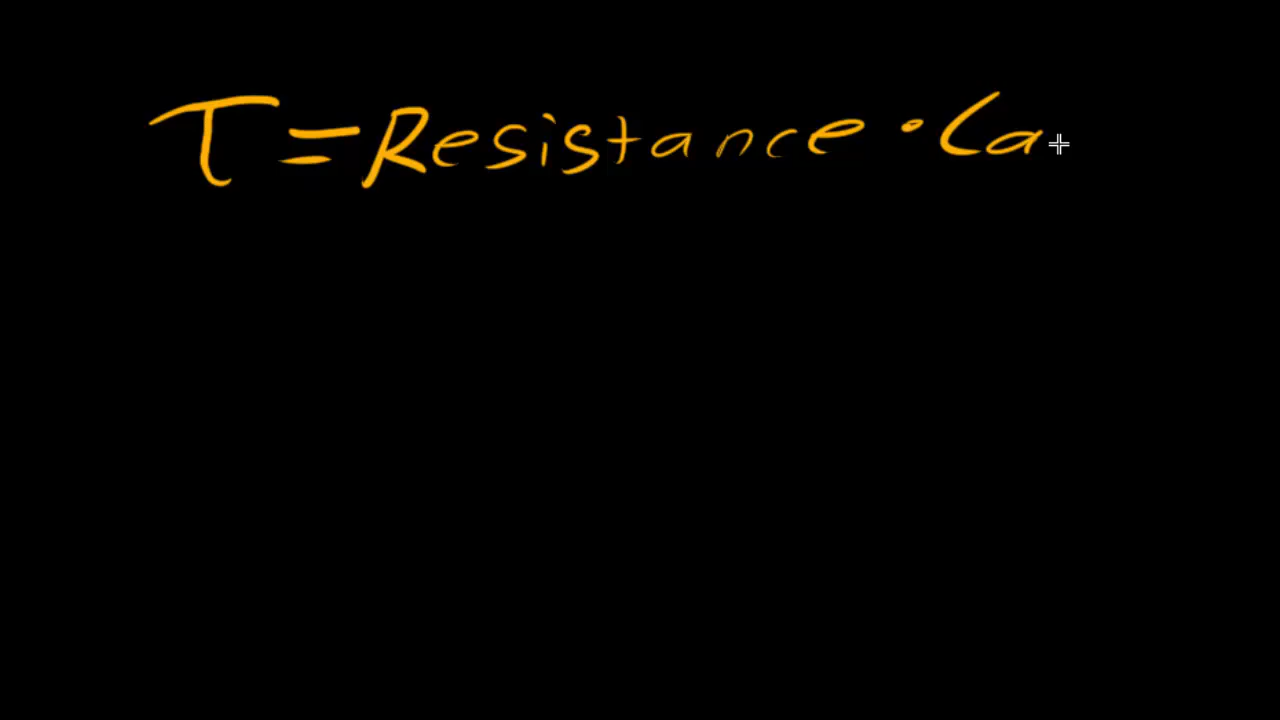 τ = Resistance · Ca